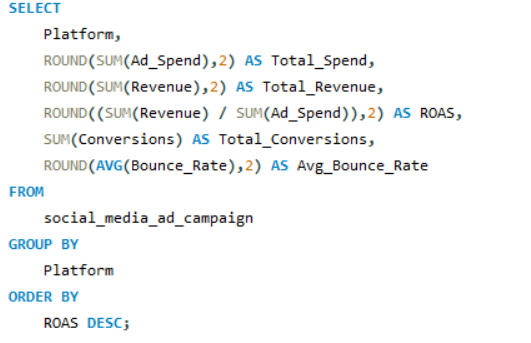 SELECT
Platform,
ROUND(SUM(Ad_Spend),2) AS Total_Spend,
ROUND(SUM(Revenue),2) AS Total_Revenue,
ROUND((SUM(Revenue) / SUM(Ad_Spend)),2) AS ROAS,
SUM(Conversions) AS Total_Conversions,
ROUND(AVG(Bounce_Rate),2) AS Avg_Bounce_Rate
FROM
social_media_ad_campaign
GROUP BY
Platform
ORDER BY
ROAS DESC;